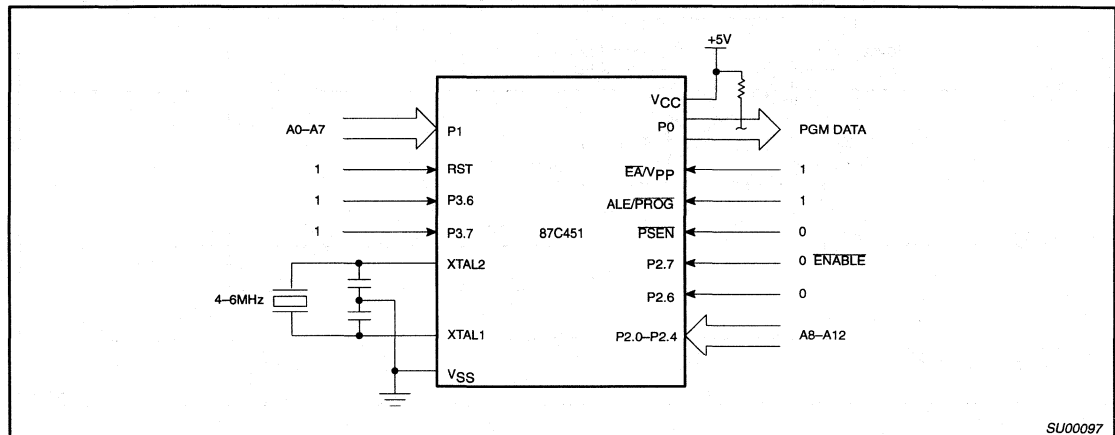 +5V
VCC
A0–A7
P1
P0
PGM DATA
1
RST
EA/VPP
1
1
P3.6
ALE/PROG
1
1
P3.7
87C451
PSEN
0
XTAL2
P2.7
0 ENABLE
4–6MHz
P2.6
0
XTAL1
P2.0–P2.4
A8–A12
VSS
SU00097